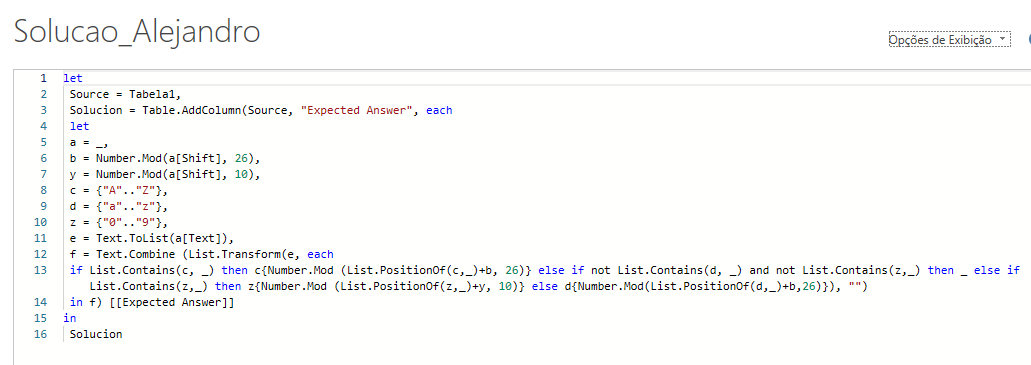 Solucao_Alejandro
Opções de Exibição
1 let
2 Source = Tabela1,
3 Solucion = Table.AddColumn(Source, "Expected Answer", each
4 let
5 a = _,
6 b = Number.Mod(a[Shift], 26),
7 y = Number.Mod(a[Shift], 10),
8 c = {"A".."Z"},
9 d = {"a".."z"},
10 z = {"0".."9"},
11 e = Text.ToList(a[Text]),
12 f = Text.Combine (List.Transform(e, each
13 if List.Contains(c, _) then c{Number.Mod (List.PositionOf(c,_)+b, 26)} else if not List.Contains(d, _) and not List.Contains(z,_) then _ else if
List.Contains(z,_) then z{Number.Mod (List.PositionOf(z,_)+y, 10)} else d{Number.Mod(List.PositionOf(d,_)+b,26)}), "")
14 in f) [[Expected Answer]]
15 in
16 Solucion